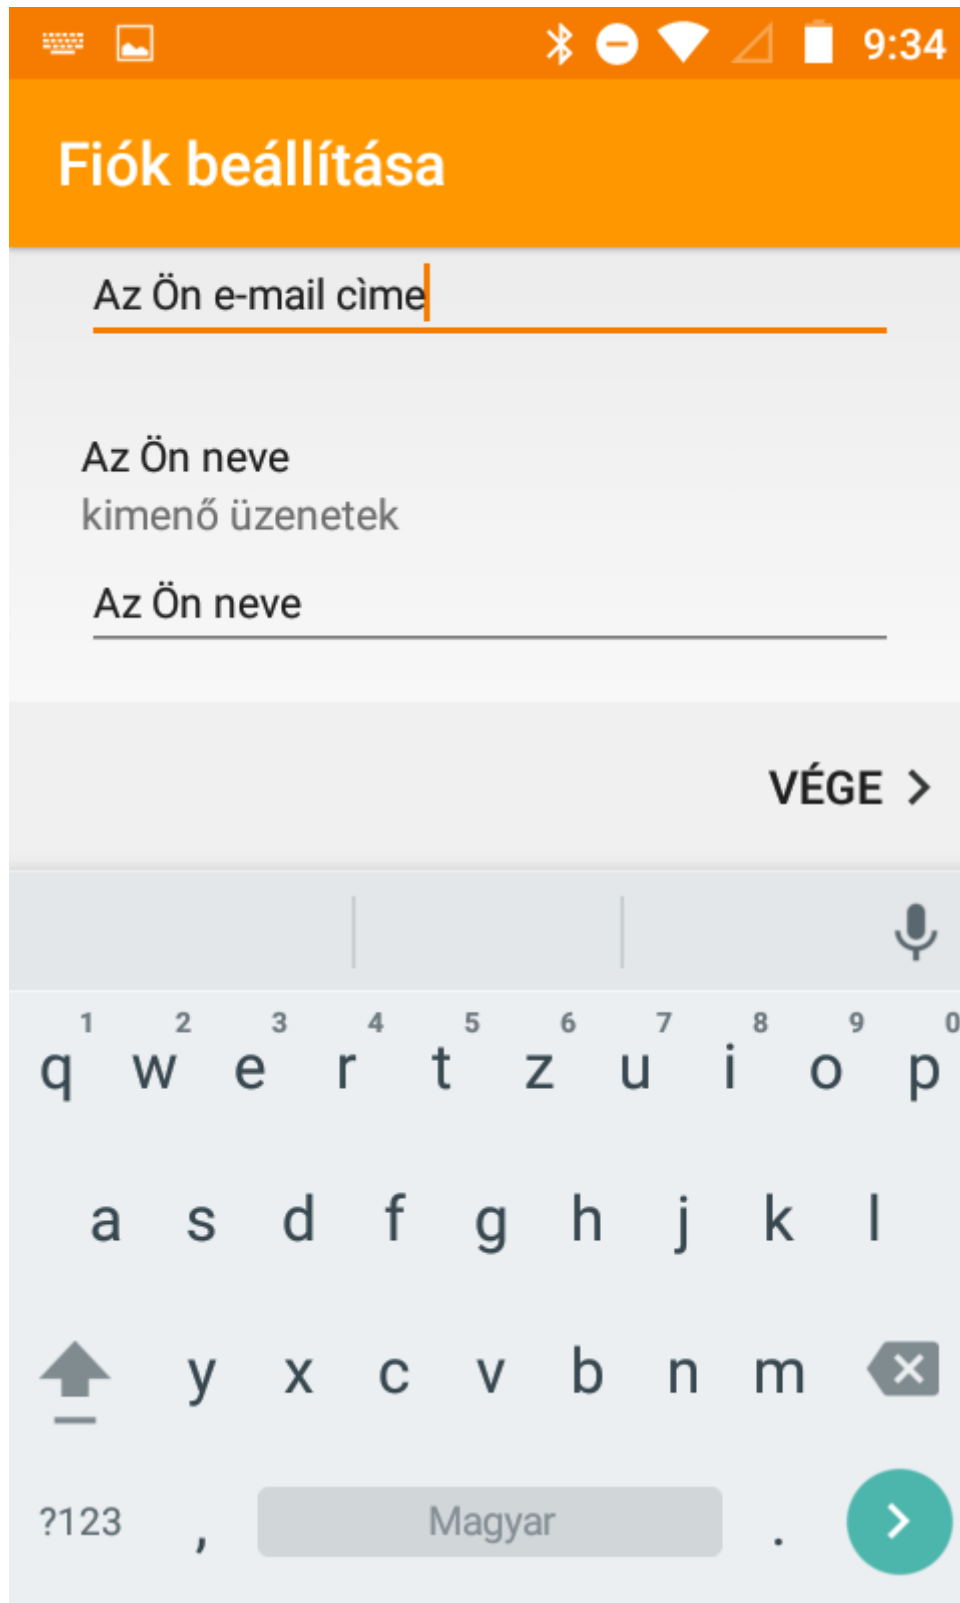 9:34
Fiók beállítása
Az Ön e-mail cìme
Az Ön neve
kimenő üzenetek
Az Ön neve
VÉGE
1 2 3 4 5 6 7 8 9 0
q w e r t z u i o p
a s d f g h j k l
y x c v b n m
?123 , Magyar .